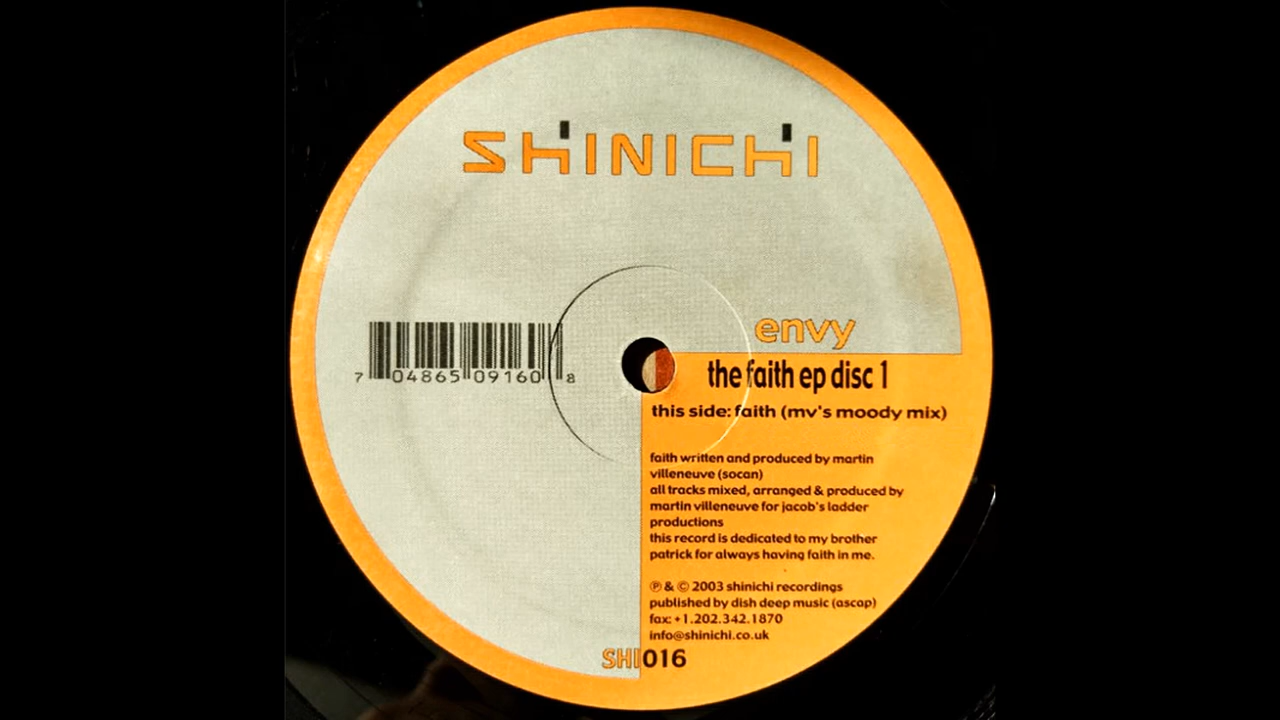 SHINICHI
envy
7 04865 09160 8
the faith ep disc 1
this side: faith (mv's moody mix)
faith written and produced by martin
villeneuve (socan)
all tracks mixed, arranged & produced by
martin villeneuve for jacob's ladder
productions
this record is dedicated to my brother
patrick for always having faith in me.
℗ & © 2003 shinichi recordings
published by dish deep music (ascap)
fax: +1.202.342.1870
info@shinichi.co.uk
SHI016